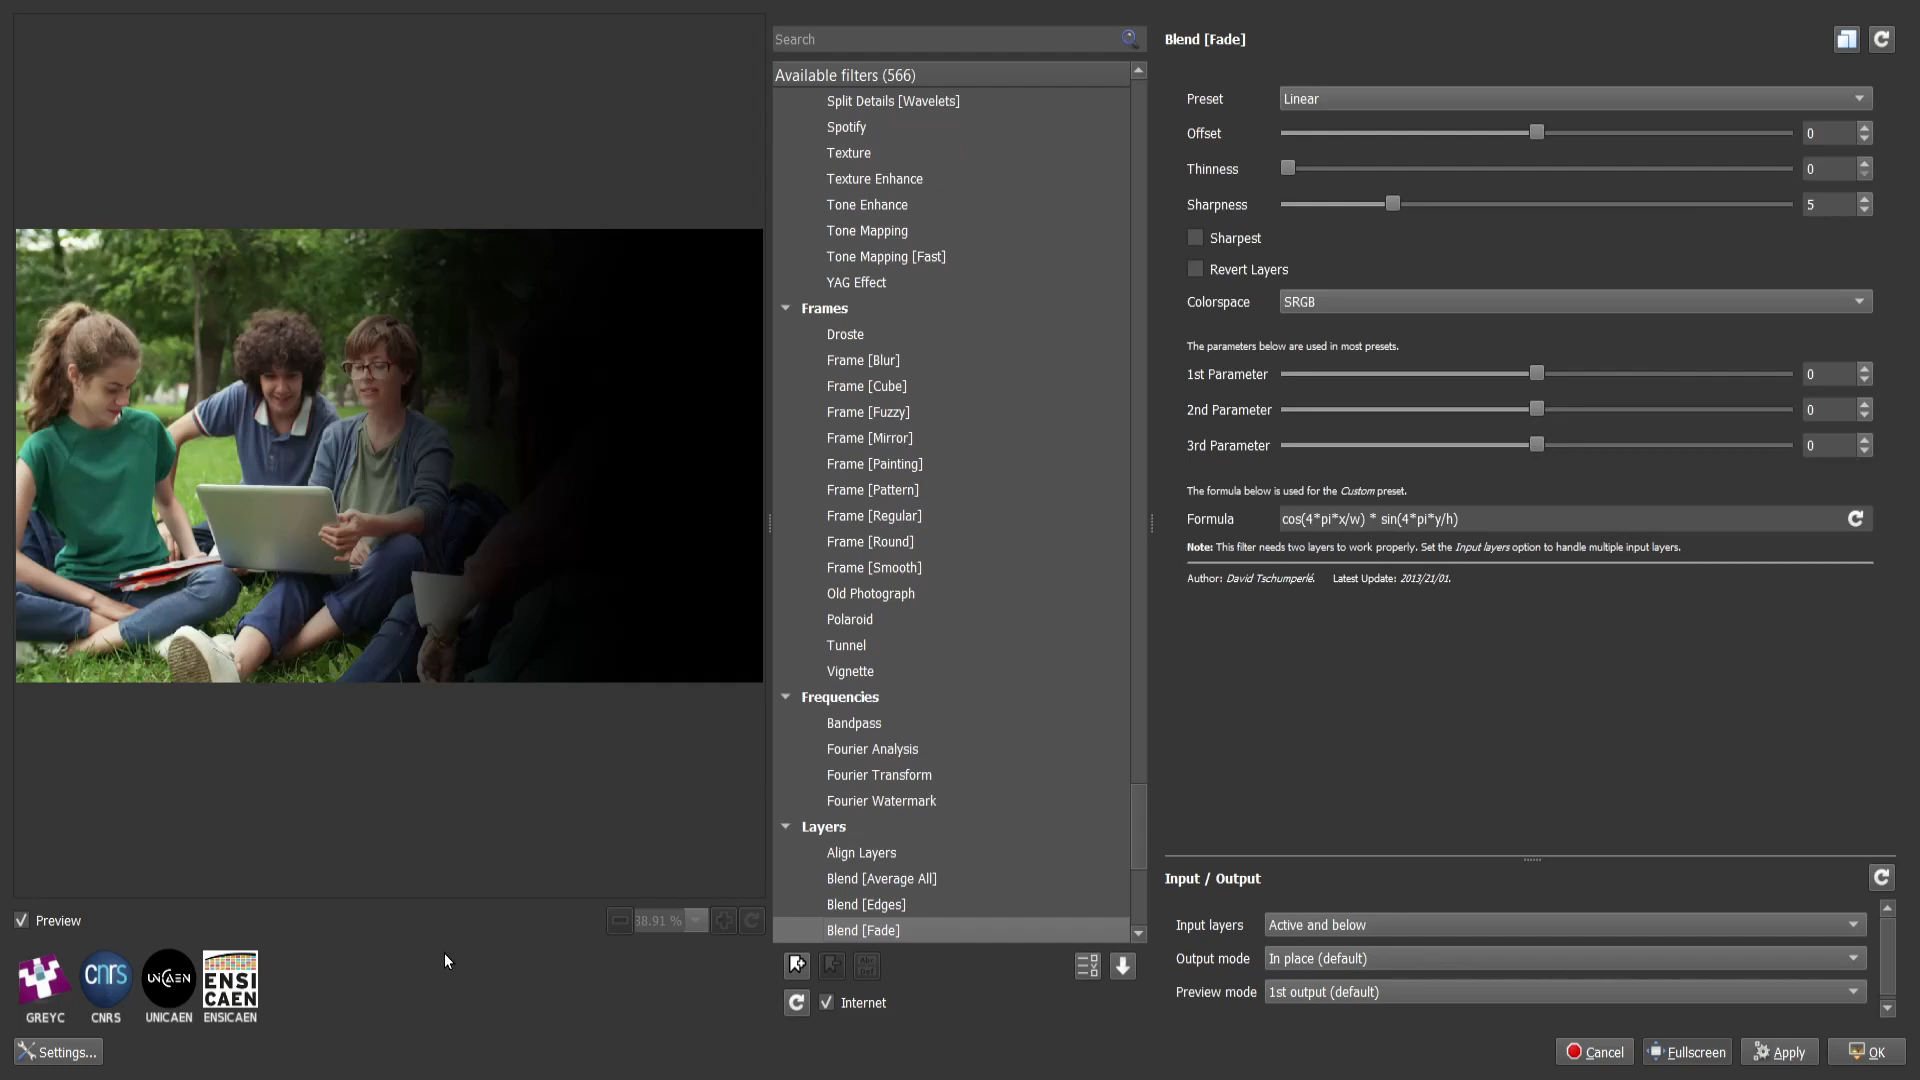 Search
Available filters (566)
Split Details [Wavelets]
Spotify
Texture
Texture Enhance
Tone Enhance
Tone Mapping
Tone Mapping [Fast]
YAG Effect
Frames
Droste
Frame [Blur]
Frame [Cube]
Frame [Fuzzy]
Frame [Mirror]
Frame [Painting]
Frame [Pattern]
Frame [Regular]
Frame [Round]
Frame [Smooth]
Old Photograph
Polaroid
Tunnel
Vignette
Frequencies
Bandpass
Fourier Analysis
Fourier Transform
Fourier Watermark
Layers
Align Layers
Blend [Average All]
Blend [Edges]
Blend [Fade]
Internet
Blend [Fade]
Preset Linear
Offset 0
Thinness 0
Sharpness 5
Sharpest
Revert Layers
Colorspace SRGB
The parameters below are used in most presets.
1st Parameter 0
2nd Parameter 0
3rd Parameter 0
The formula below is used for the Custom preset.
Formula cos(4*pi*x/w) * sin(4*pi*y/h)
Note: This filter needs two layers to work properly. Set the Input layers option to handle multiple input layers.
Author: David Tschumperlé. Latest Update: 2013/21/01.
Input / Output
Input layers Active and below
Output mode In place (default)
Preview mode 1st output (default)
Preview
38.91 %
cnrs
UNICAEN
ENSI
CAEN
GREYC CNRS UNICAEN ENSICAEN
Settings...
Cancel Fullscreen Apply OK